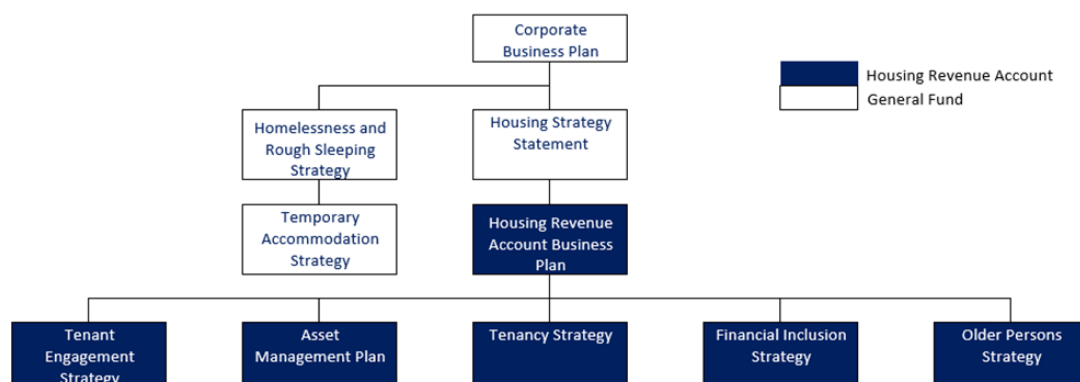 Corporate
Business Plan
Housing Revenue Account
General Fund
Homelessness and
Rough Sleeping
Strategy
Housing Strategy
Statement
Temporary
Accommodation
Strategy
Housing Revenue
Account Business
Plan
Tenant
Engagement
Strategy
Asset
Management Plan
Tenancy Strategy
Financial Inclusion
Strategy
Older Persons
Strategy